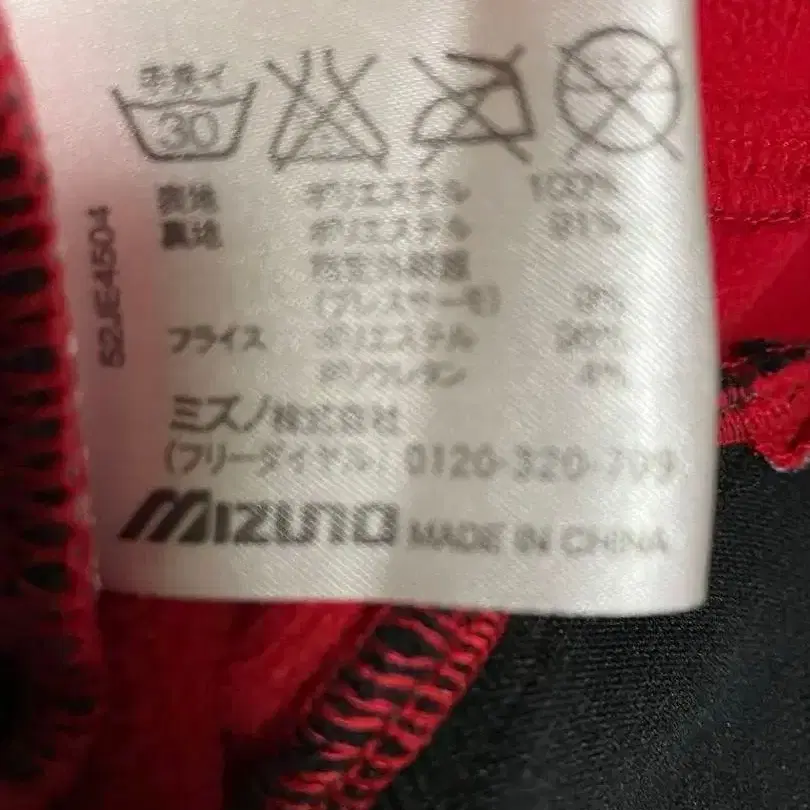 手洗イ
30
表地 ポリエステル 100%
裏地 ポリエステル 91%
指定外繊維
(ブレスサーモ) 9%
フライス ポリエステル 96%
ポリウレタン 4%
ミズノ株式会社
(フリーダイヤル) 0120-320-799
MIZUNO MADE IN CHINA
52JE4504